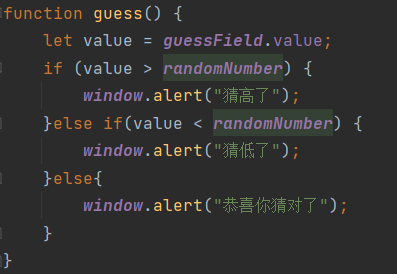 function guess() {
    let value = guessField.value;
    if (value > randomNumber) {
        window.alert("猜高了");
    }else if(value < randomNumber) {
        window.alert("猜低了");
    }else{
        window.alert("恭喜你猜对了");
    }
}